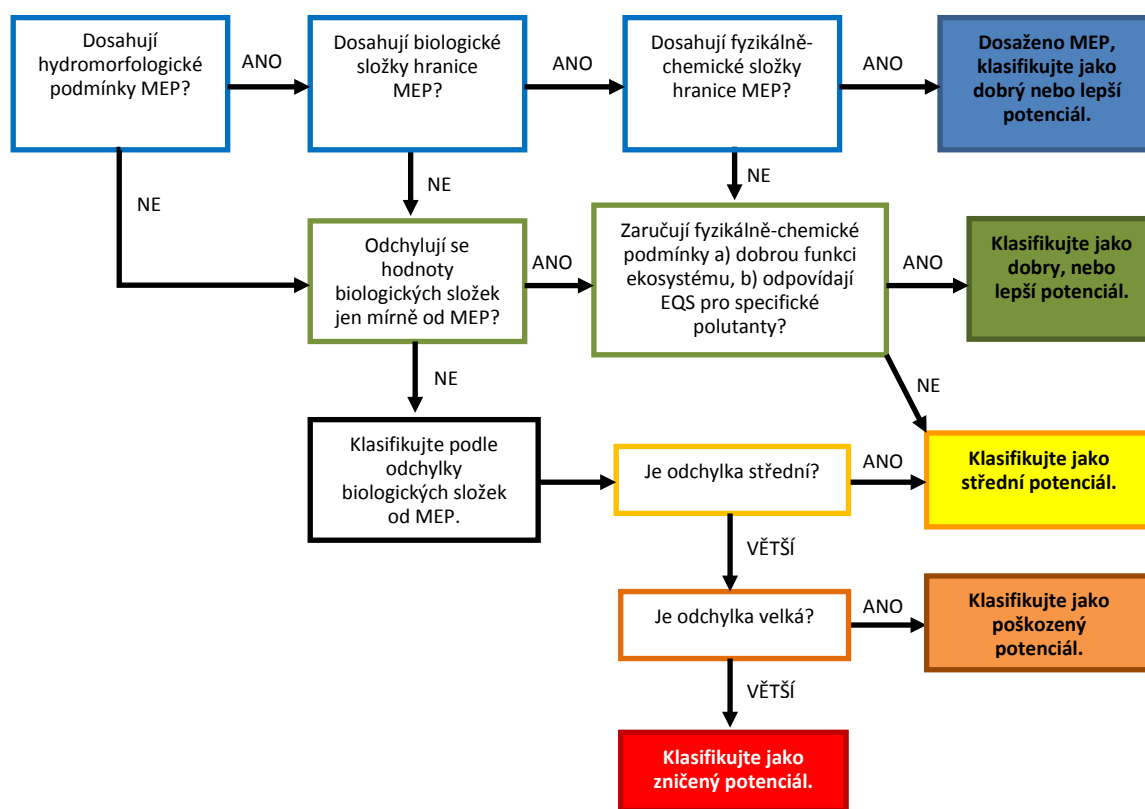 Dosahují
hydromorfologické
podmínky MEP?
ANO
Dosahují biologické
složky hranice
MEP?
ANO
Dosahují fyzikálně-
chemické složky
hranice MEP?
ANO
Dosaženo MEP,
klasifikujte jako
dobrý nebo lepší
potenciál.
NE
NE
NE
Odchylují se
hodnoty
biologických složek
jen mírně od MEP?
ANO
Zaručují fyzikálně-chemické
podmínky a) dobrou funkci
ekosystému, b) odpovídají
EQS pro specifické
polutanty?
ANO
Klasifikujte jako
dobry, nebo
lepší potenciál.
NE
NE
Klasifikujte podle
odchylky
biologických složek
od MEP.
Je odchylka střední?
ANO
Klasifikujte jako
střední potenciál.
VĚTŠÍ
Je odchylka velká?
ANO
Klasifikujte jako
poškozený
potenciál.
VĚTŠÍ
Klasifikujte jako
zničený potenciál.